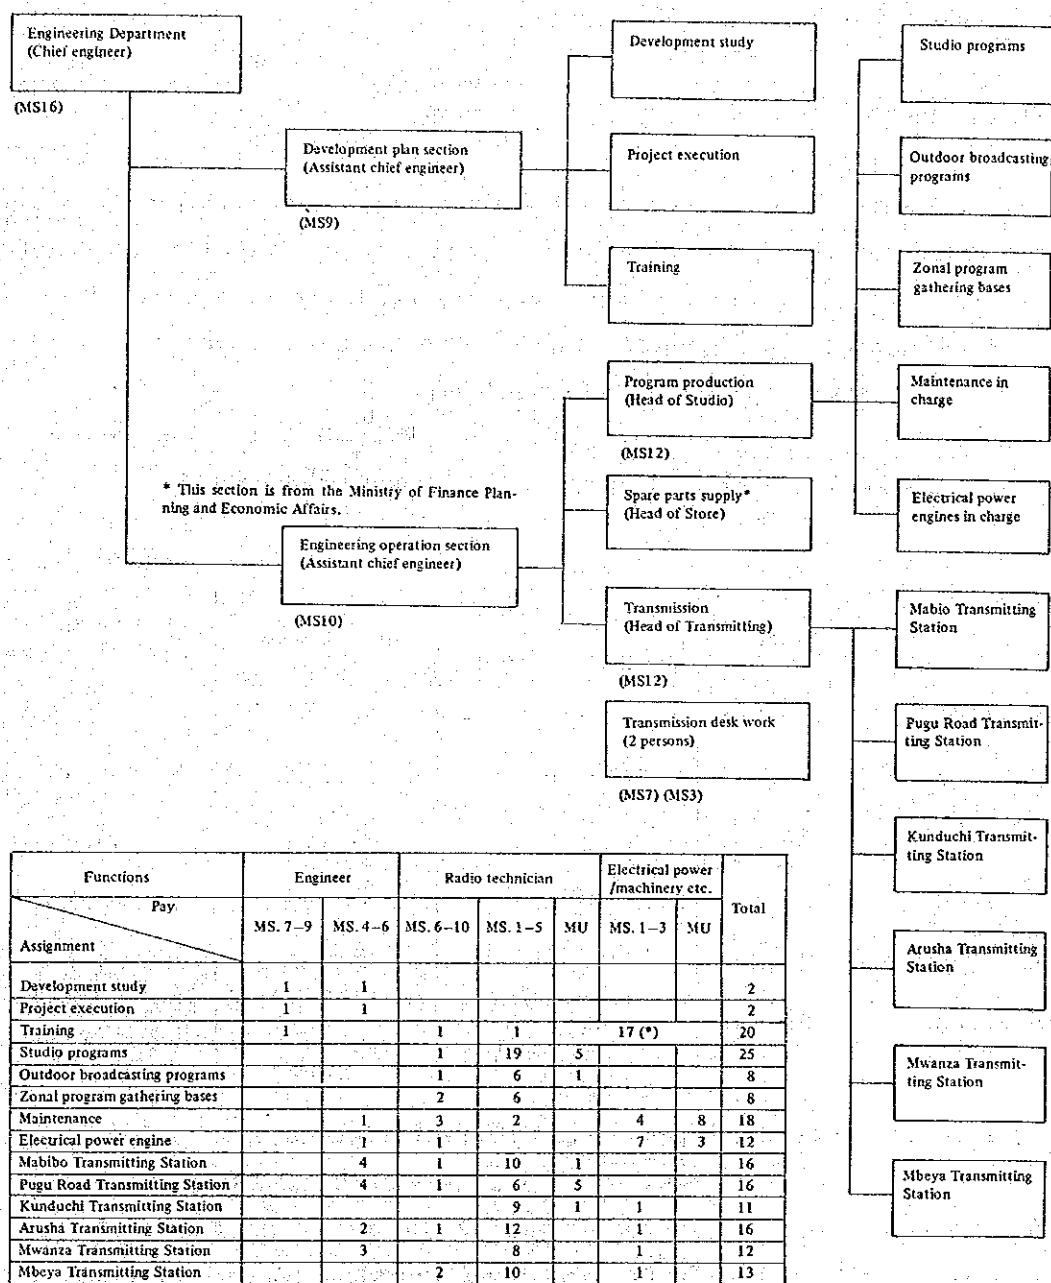 Engineering Department
(Chief engineer)
(MS16)
Development plan section
(Assistant chief engineer)
(MS9)
Development study
Project execution
Training
* This section is from the Ministry of Finance Plan-
ning and Economic Affairs.
Engineering operation section
(Assistant chief engineer)
(MS10)
Program production
(Head of Studio)
(MS12)
Spare parts supply*
(Head of Store)
Transmission
(Head of Transmitting)
(MS12)
Transmission desk work
(2 persons)
(MS7) (MS3)
Studio programs
Outdoor broadcasting
programs
Zonal program
gathering bases
Maintenance in
charge
Electrical power
engines in charge
Mabio Transmitting
Station
Pugu Road Transmit-
ting Station
Kunduchi Transmit-
ting Station
Arusha Transmitting
Station
Mwanza Transmit-
ting Station
Mbeya Transmitting
Station
Functions Engineer Radio technician Electrical power
/machinery etc. Total
Pay
Assignment MS. 7–9 MS. 4–6 MS. 6–10 MS. 1–5 MU MS. 1–3 MU
Development study 1 1 2
Project execution 1 1 2
Training 1 1 1 17 (*) 20
Studio programs 1 19 5 25
Outdoor broadcasting programs 1 6 1 8
Zonal program gathering bases 2 6 8
Maintenance 1 3 2 4 8 18
Electrical power engine 1 1 7 3 12
Mabibo Transmitting Station 4 1 10 1 16
Pugu Road Transmitting Station 4 1 6 5 16
Kunduchi Transmitting Station 9 1 1 11
Arusha Transmitting Station 2 1 12 1 16
Mwanza Transmitting Station 3 8 1 12
Mbeya Transmitting Station 2 10 1 13